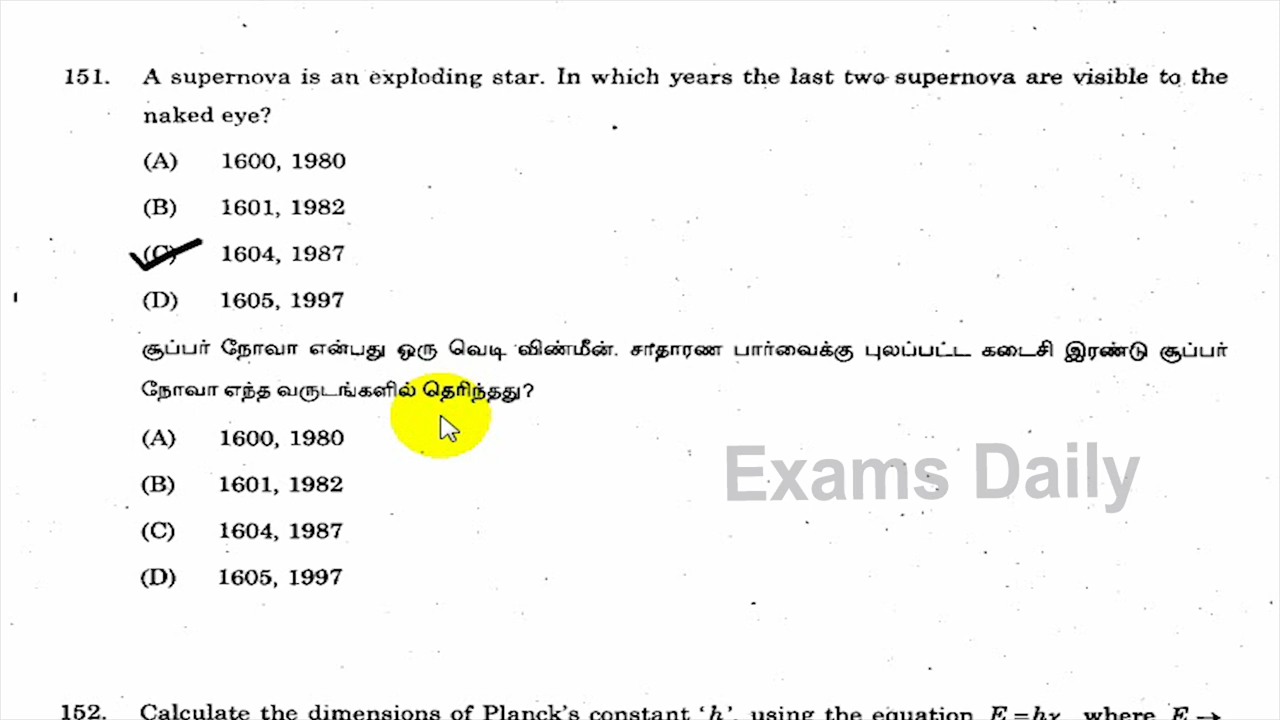 151. A supernova is an exploding star. In which years the last two supernova are visible to the
naked eye?
(A) 1600, 1980
(B) 1601, 1982
(C) 1604, 1987
(D) 1605, 1997
சூப்பர் நோவா என்பது ஒரு வெடி விண்மீன். சாதாரண பார்வைக்கு புலப்பட்ட கடைசி இரண்டு சூப்பர்
நோவா எந்த வருடங்களில் தெரிந்தது?
(A) 1600, 1980
(B) 1601, 1982
(C) 1604, 1987
(D) 1605, 1997
Exams Daily
152. Calculate the dimensions of Planck's constant 'h', using the equation E = hν, where E →